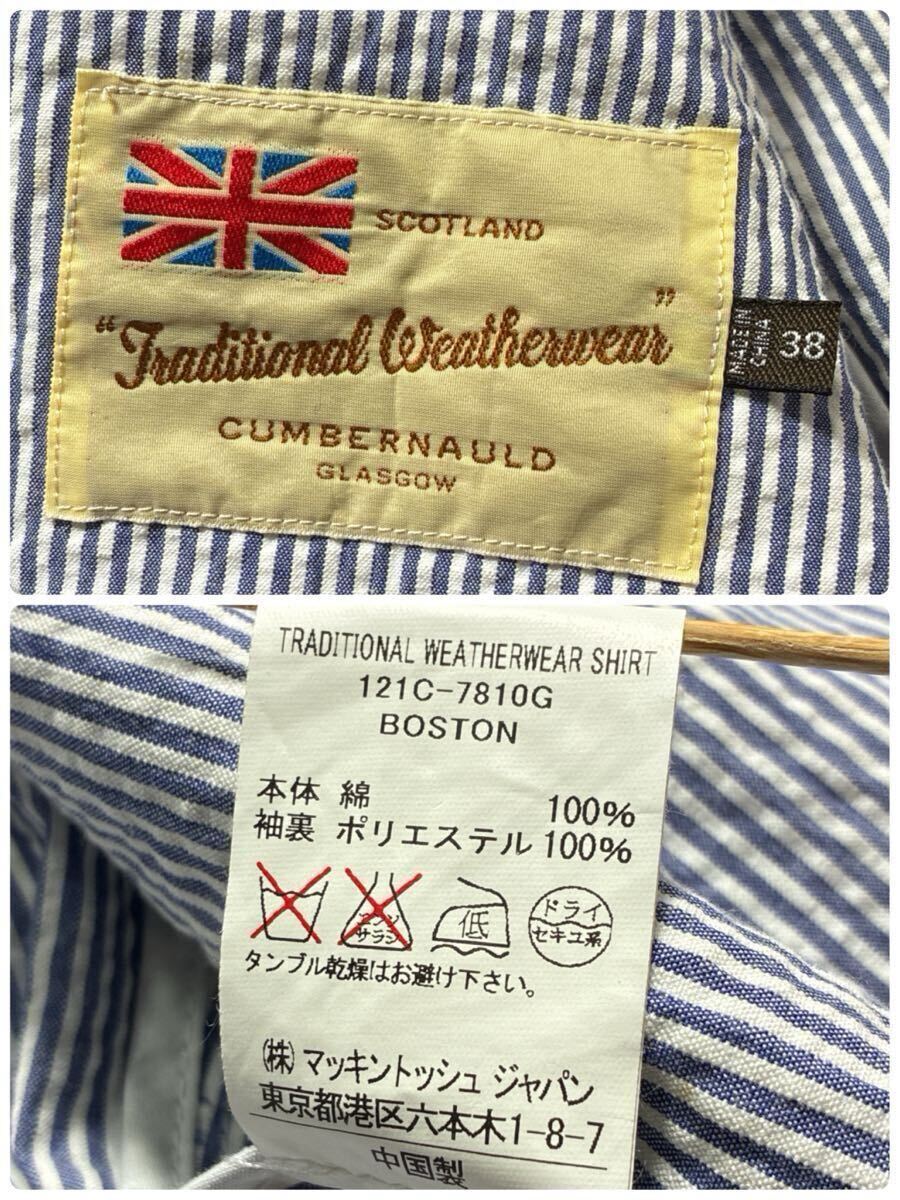 SCOTLAND
"Traditional Weatherwear"
CUMBERNAULD
GLASGOW
MADE IN
CHINA
38
TRADITIONAL WEATHERWEAR SHIRT
121C-7810G
BOSTON
本体 綿 100%
袖裏 ポリエステル 100%
エンソ
サラシ
低
ドライ
セキユ系
タンブル乾燥はお避け下さい。
㈱マッキントッシュ ジャパン
東京都港区六本木1-8-7
中国製